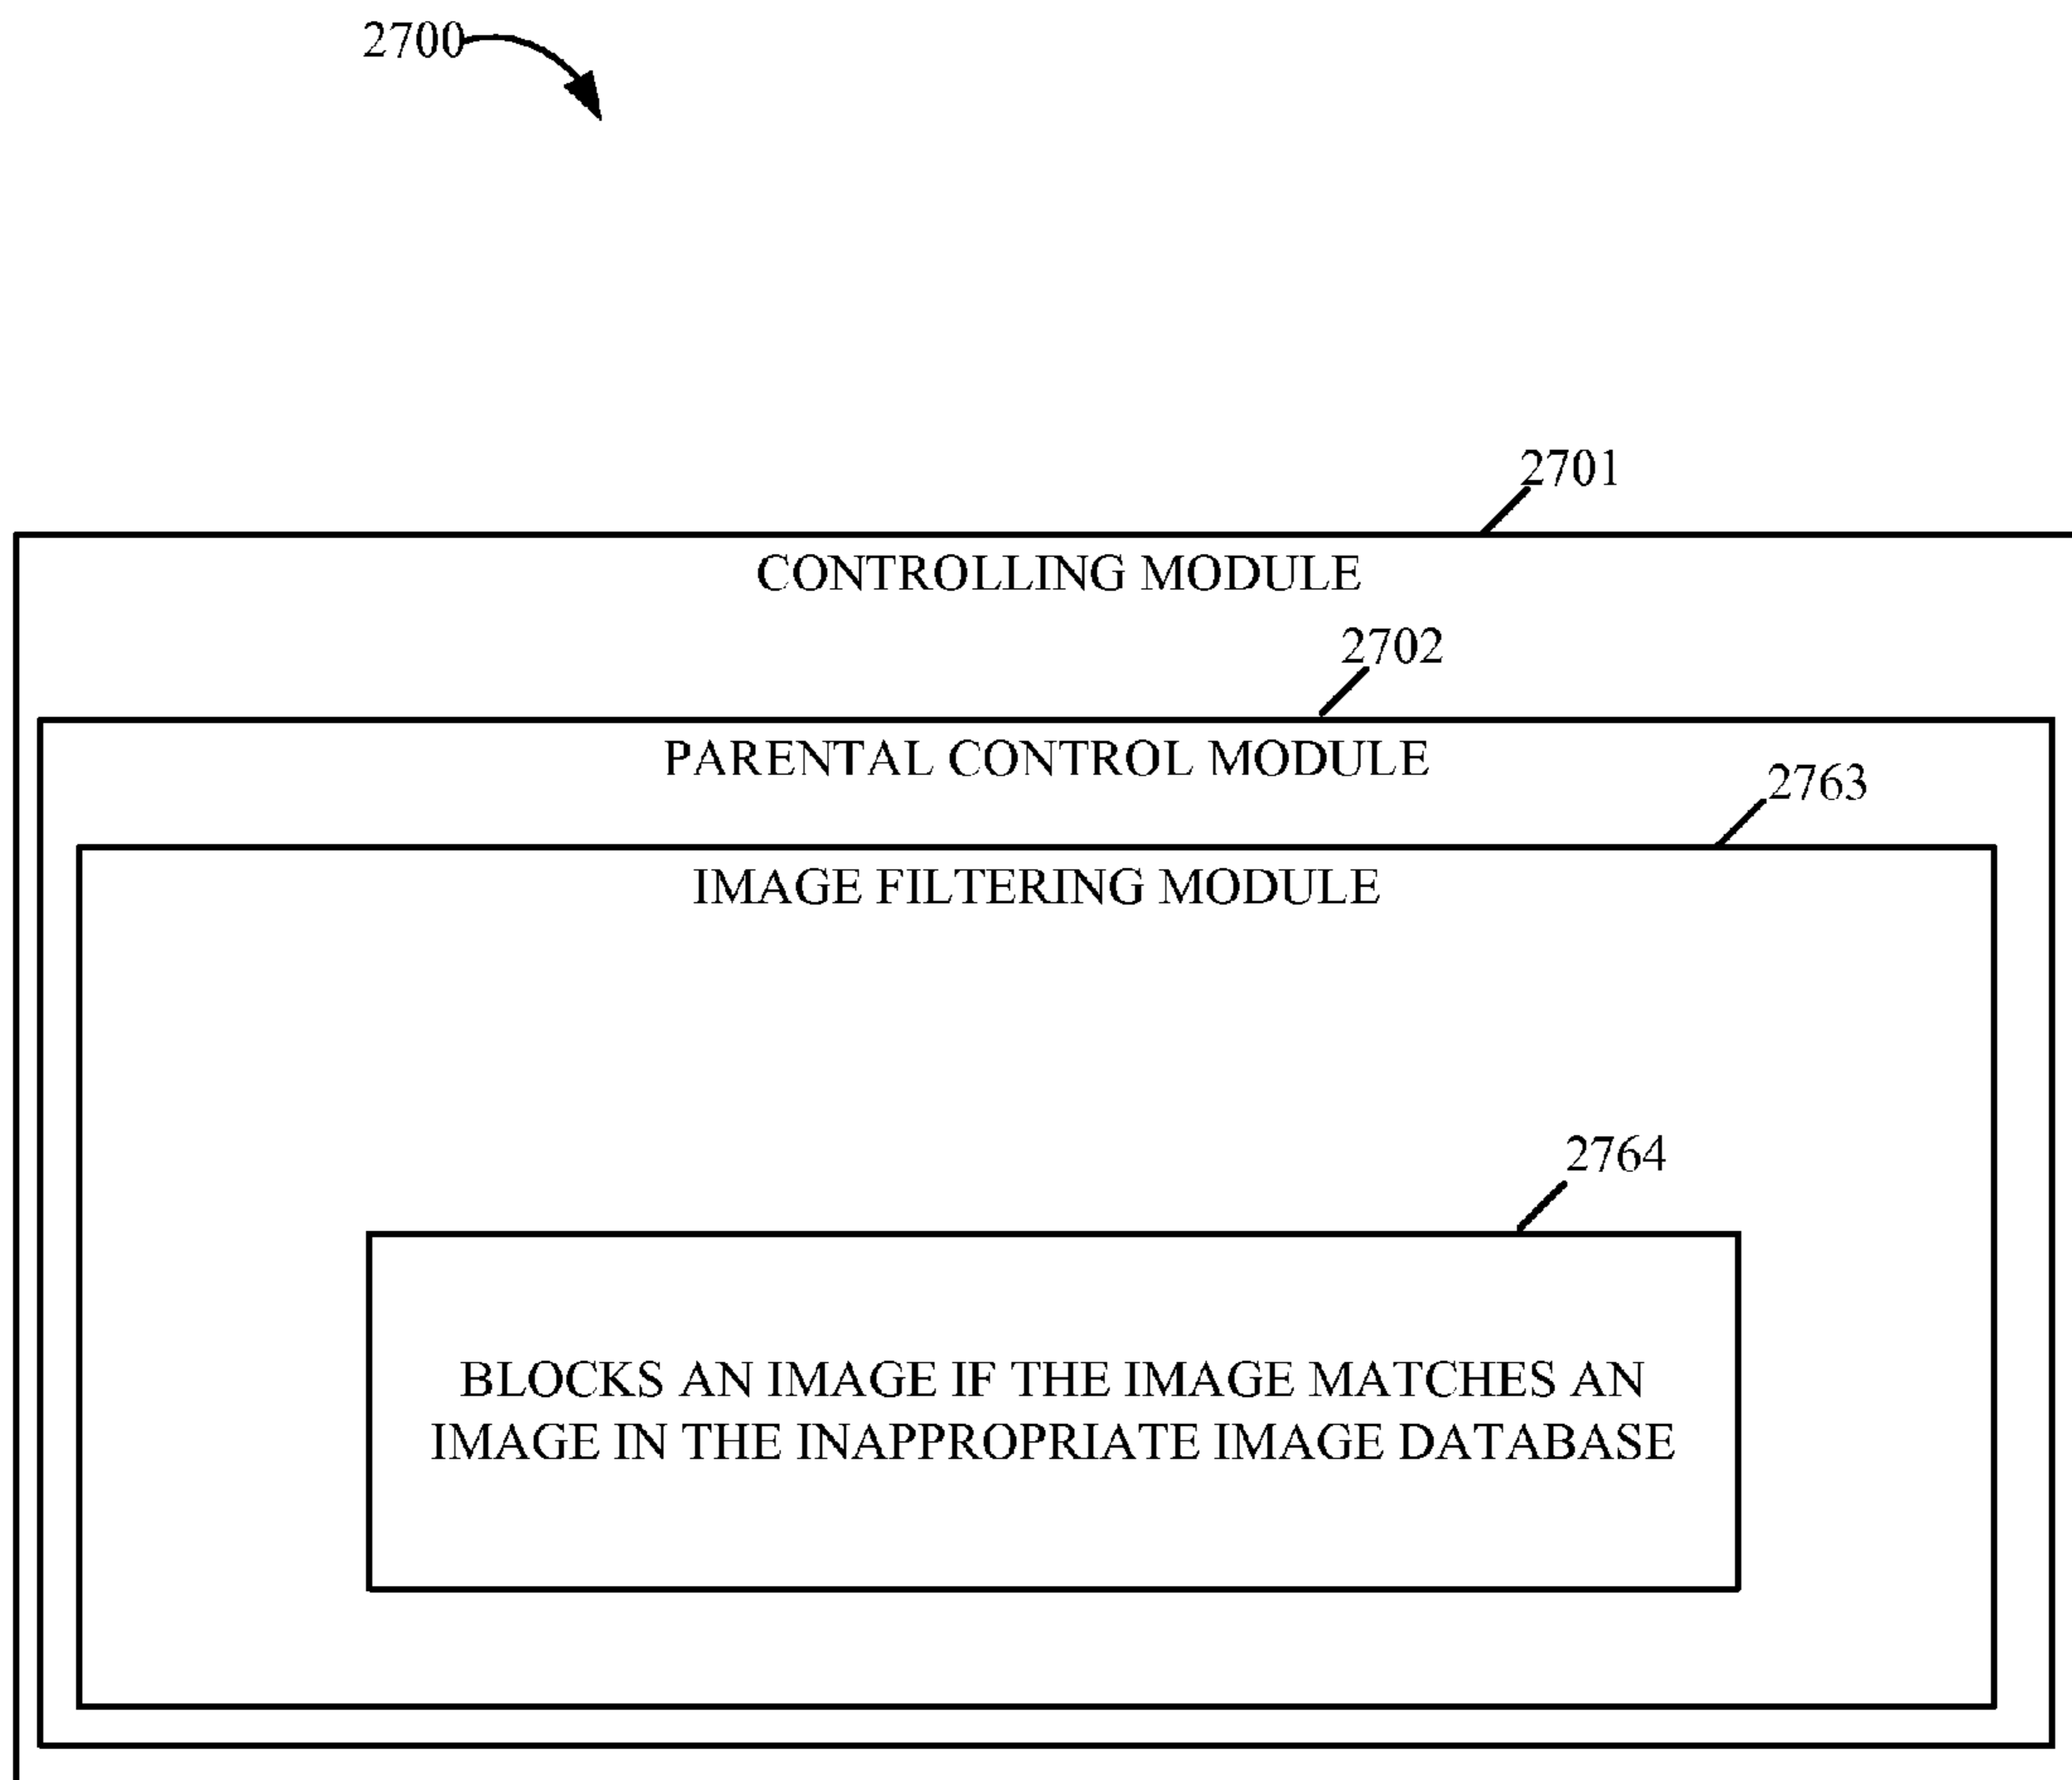 2700
2701
CONTROLLING MODULE
2702
PARENTAL CONTROL MODULE
2763
IMAGE FILTERING MODULE
2764
BLOCKS AN IMAGE IF THE IMAGE MATCHES AN
IMAGE IN THE INAPPROPRIATE IMAGE DATABASE